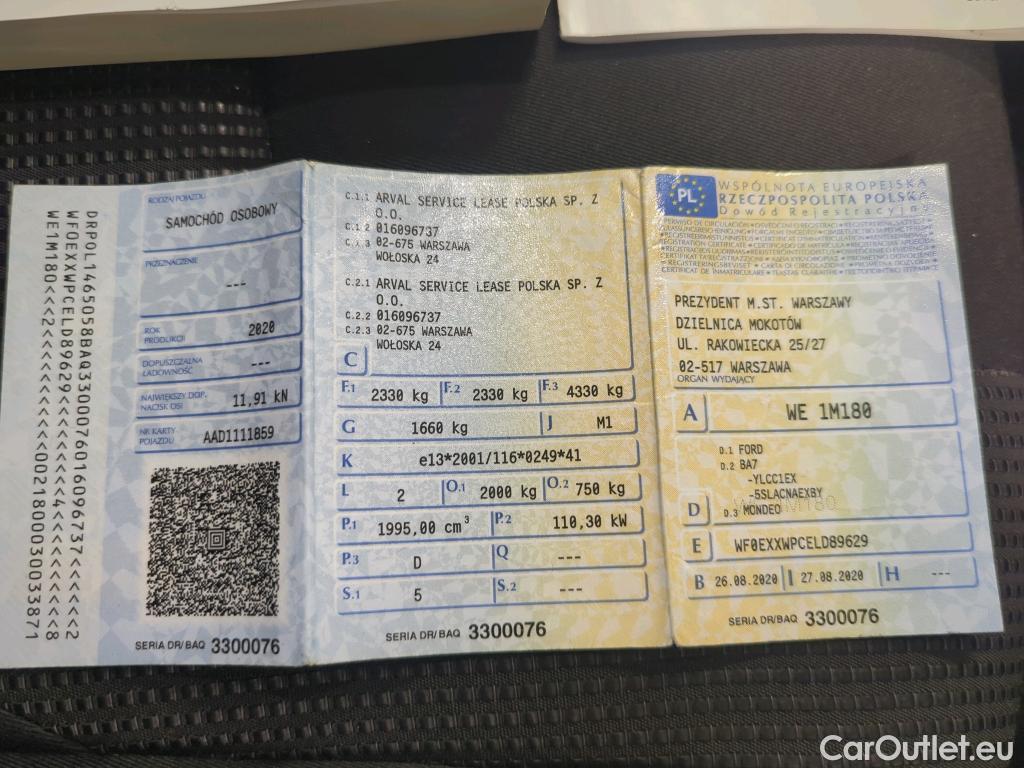 DRPOL1465058BAQ33000760160967 37<<<<<<<<2
WF0EXXWPCELD89629<<<<<<<<<
WE1M180<<2<<<<<<<<<<0021800030033871
RODZAJ POJAZDU
SAMOCHÓD OSOBOWY
PRZEZNACZENIE
---
ROK PRODUKCJI 2020
DOPUSZCZALNA ŁADOWNOŚĆ ---
NAJWIĘKSZY DOP. NACISK OSI 11,91 kN
NR KARTY POJAZDU AAD1111859
SERIA DR/BAQ 3300076
C.1.1 ARVAL SERVICE LEASE POLSKA SP. Z
O.O.
C.1.2 016096737
C.1.3 02-675 WARSZAWA
WOŁOSKA 24
C.2.1 ARVAL SERVICE LEASE POLSKA SP. Z
O.O.
C.2.2 016096737
C.2.3 02-675 WARSZAWA
WOŁOSKA 24
C
F.1 2330 kg F.2 2330 kg F.3 4330 kg
G 1660 kg J M1
K e13*2001/116*0249*41
L 2 O.1 2000 kg O.2 750 kg
P.1 1995,00 cm³ P.2 110,30 kW
P.3 D Q ---
S.1 5 S.2 ---
SERIA DR/BAQ 3300076
PL
WSPÓLNOTA EUROPEJSKA
RZECZPOSPOLITA POLSKA
Dowód Rejestracyjny
PREZYDENT M.ST. WARSZAWY
DZIELNICA MOKOTÓW
UL. RAKOWIECKA 25/27
02-517 WARSZAWA
ORGAN WYDAJĄCY
A WE 1M180
D.1 FORD
D.2 BA7
-YLCC1EX
-5SLACNAEXBY
D D.3 MONDEO
E WF0EXXWPCELD89629
B 26.08.2020 I 27.08.2020 H ---
SERIA DR/BAQ 3300076
CarOutlet.eu